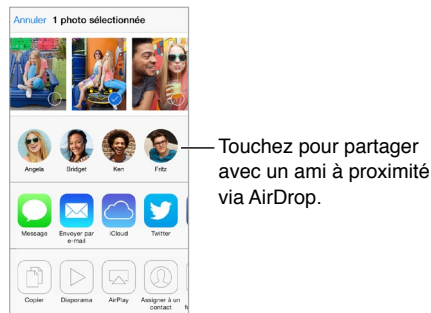 Annuler 1 photo sélectionnée
Angela Bridget Ken Fritz
Touchez pour partager
avec un ami à proximité
via AirDrop.
Message Envoyer par e-mail iCloud Twitter
Copier Diaporama AirPlay Assigner à un contact